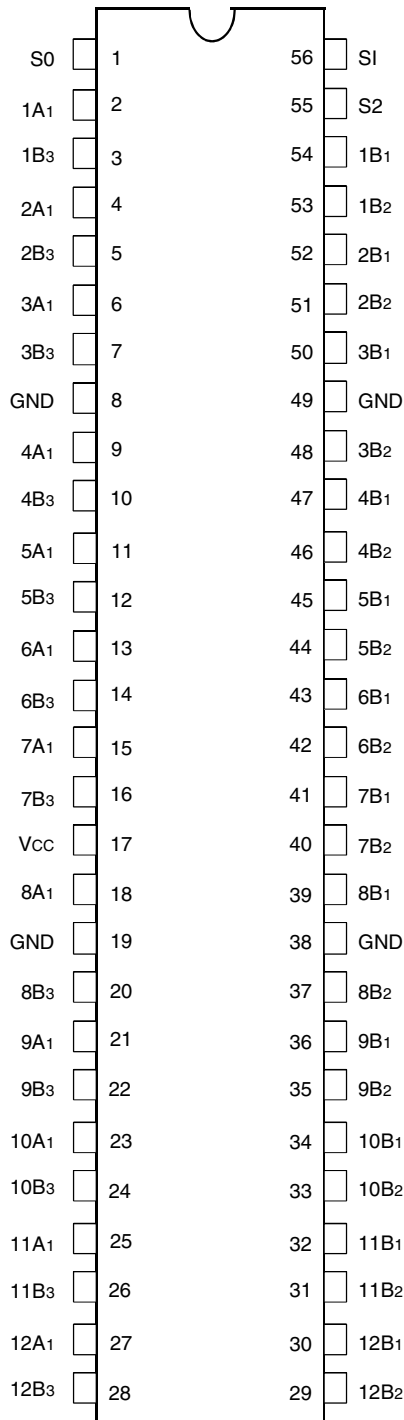 S0 1 56 SI
1A1 2 55 S2
1B3 3 54 1B1
2A1 4 53 1B2
2B3 5 52 2B1
3A1 6 51 2B2
3B3 7 50 3B1
GND 8 49 GND
4A1 9 48 3B2
4B3 10 47 4B1
5A1 11 46 4B2
5B3 12 45 5B1
6A1 13 44 5B2
6B3 14 43 6B1
7A1 15 42 6B2
7B3 16 41 7B1
VCC 17 40 7B2
8A1 18 39 8B1
GND 19 38 GND
8B3 20 37 8B2
9A1 21 36 9B1
9B3 22 35 9B2
10A1 23 34 10B1
10B3 24 33 10B2
11A1 25 32 11B1
11B3 26 31 11B2
12A1 27 30 12B1
12B3 28 29 12B2